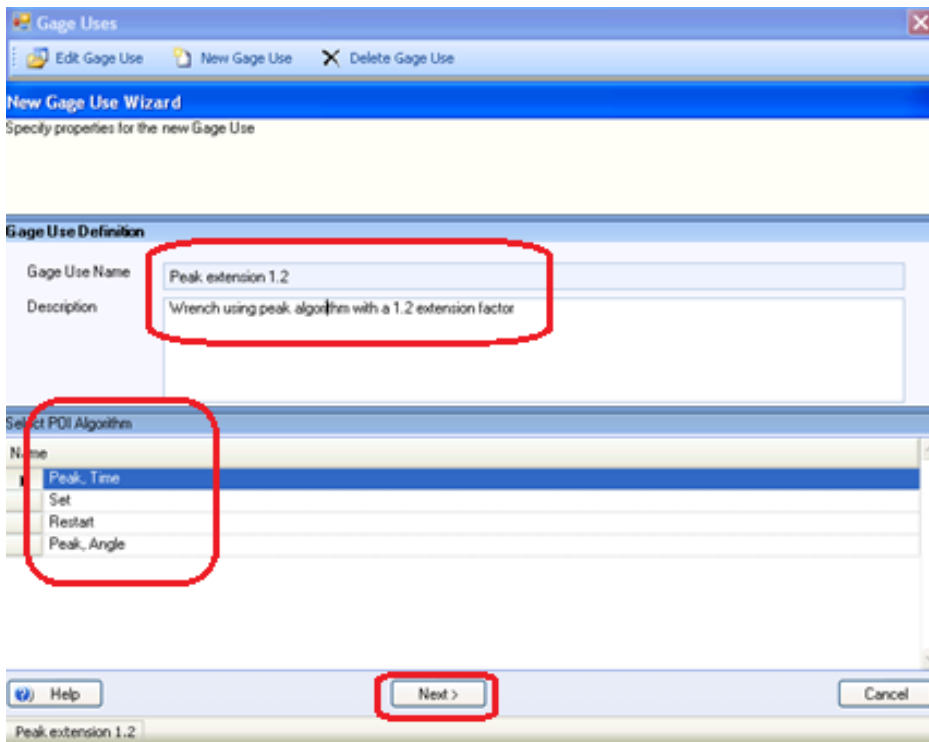 Gage Uses
Edit Gage Use New Gage Use Delete Gage Use
New Gage Use Wizard
Specify properties for the new Gage Use
Gage Use Definition
Gage Use Name Peak extension 1.2
Description Wrench using peak algorithm with a 1.2 extension factor
Select POI Algorithm
Name
Peak, Time
Set
Restart
Peak, Angle
Help Next > Cancel
Peak extension 1.2